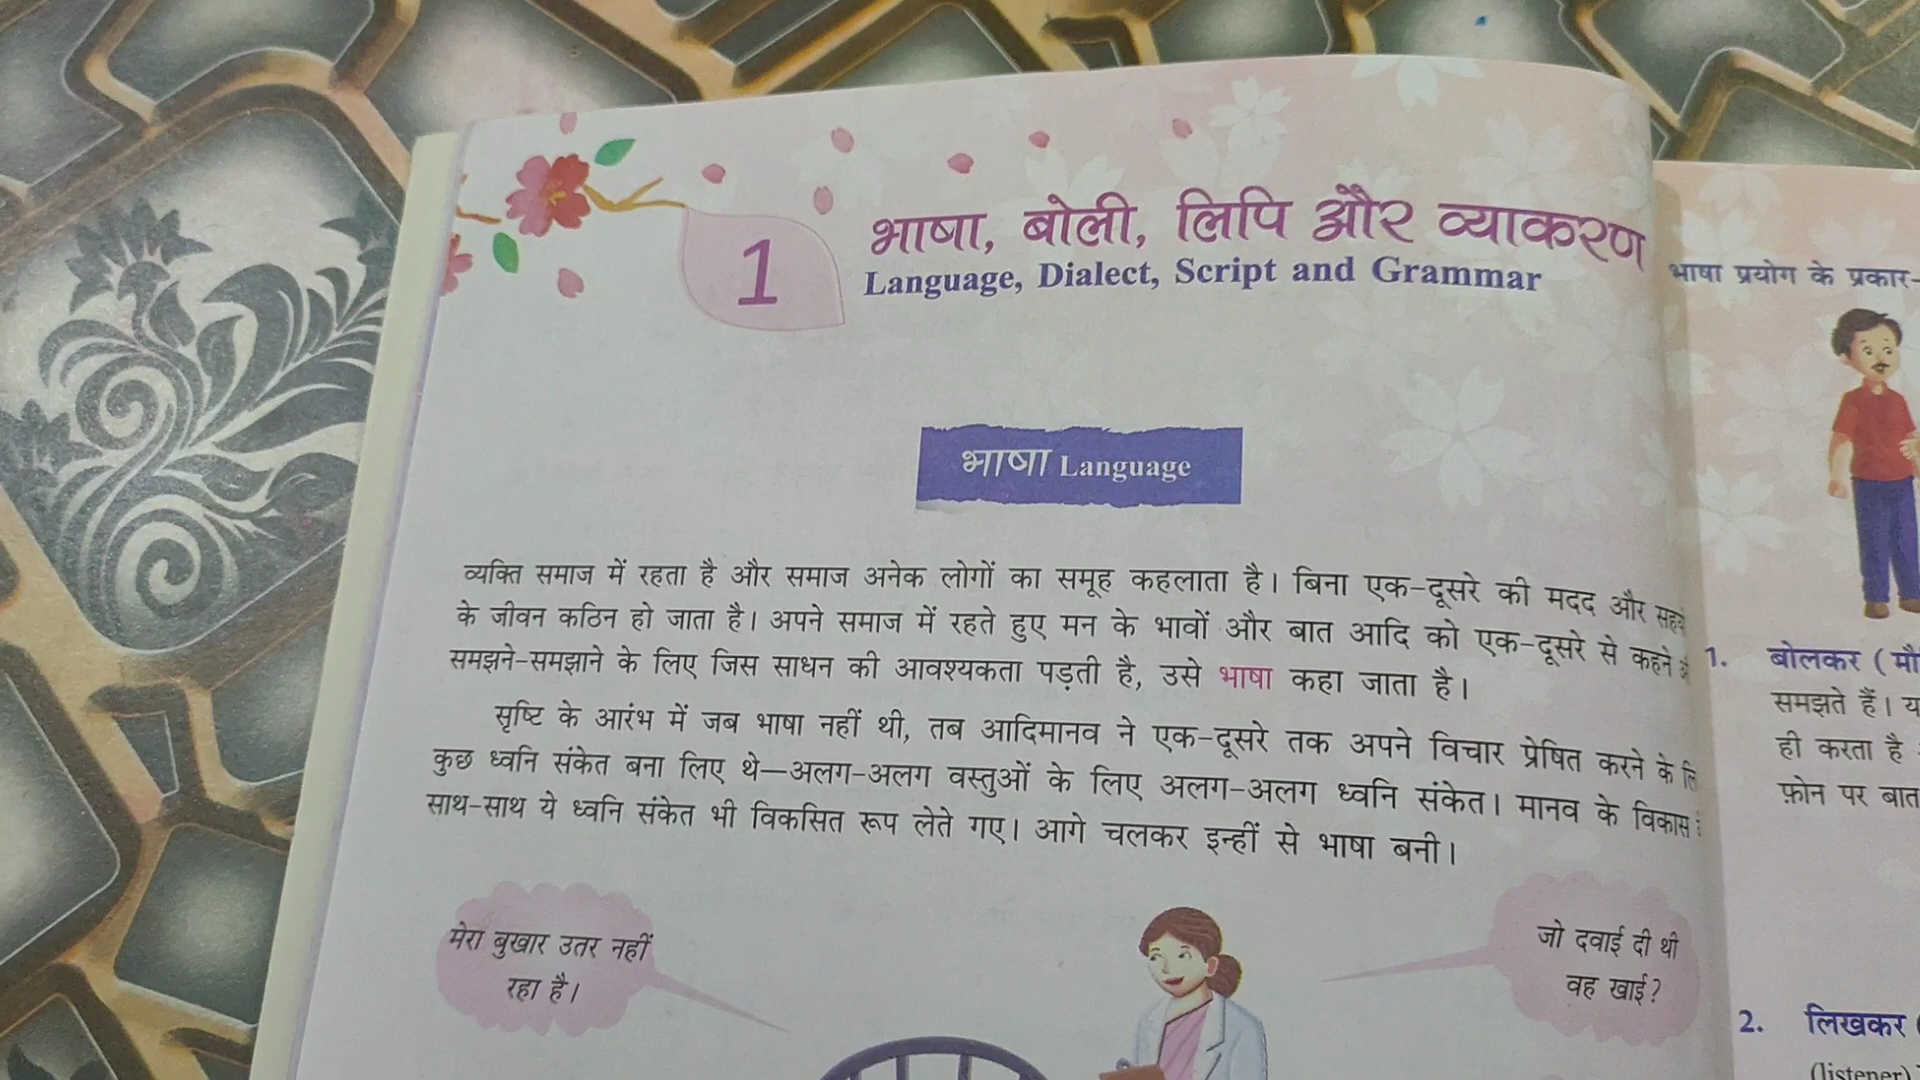 1
भाषा, बोली, लिपि और व्याकरण
Language, Dialect, Script and Grammar
भाषा Language
व्यक्ति समाज में रहता है और समाज अनेक लोगों का समूह कहलाता है। बिना एक-दूसरे की मदद और
के जीवन कठिन हो जाता है। अपने समाज में रहते हुए मन के भावों और बात आदि को एक-दूसरे से कहने
समझने-समझाने के लिए जिस साधन की आवश्यकता पड़ती है, उसे भाषा कहा जाता है।
सृष्टि के आरंभ में जब भाषा नहीं थी, तब आदिमानव ने एक-दूसरे तक अपने विचार प्रेषित करने के
कुछ ध्वनि संकेत बना लिए थे—अलग-अलग वस्तुओं के लिए अलग-अलग ध्वनि संकेत। मानव के विकास
साथ-साथ ये ध्वनि संकेत भी विकसित रूप लेते गए। आगे चलकर इन्हीं से भाषा बनी।
मेरा बुखार उतर नहीं
रहा है।
जो दवाई दी थी
वह खाई?
भाषा प्रयोग के प्रकार-
1. बोलकर (
समझते हैं।
ही करता है
फ़ोन पर बात
2. लिखकर
(listener)